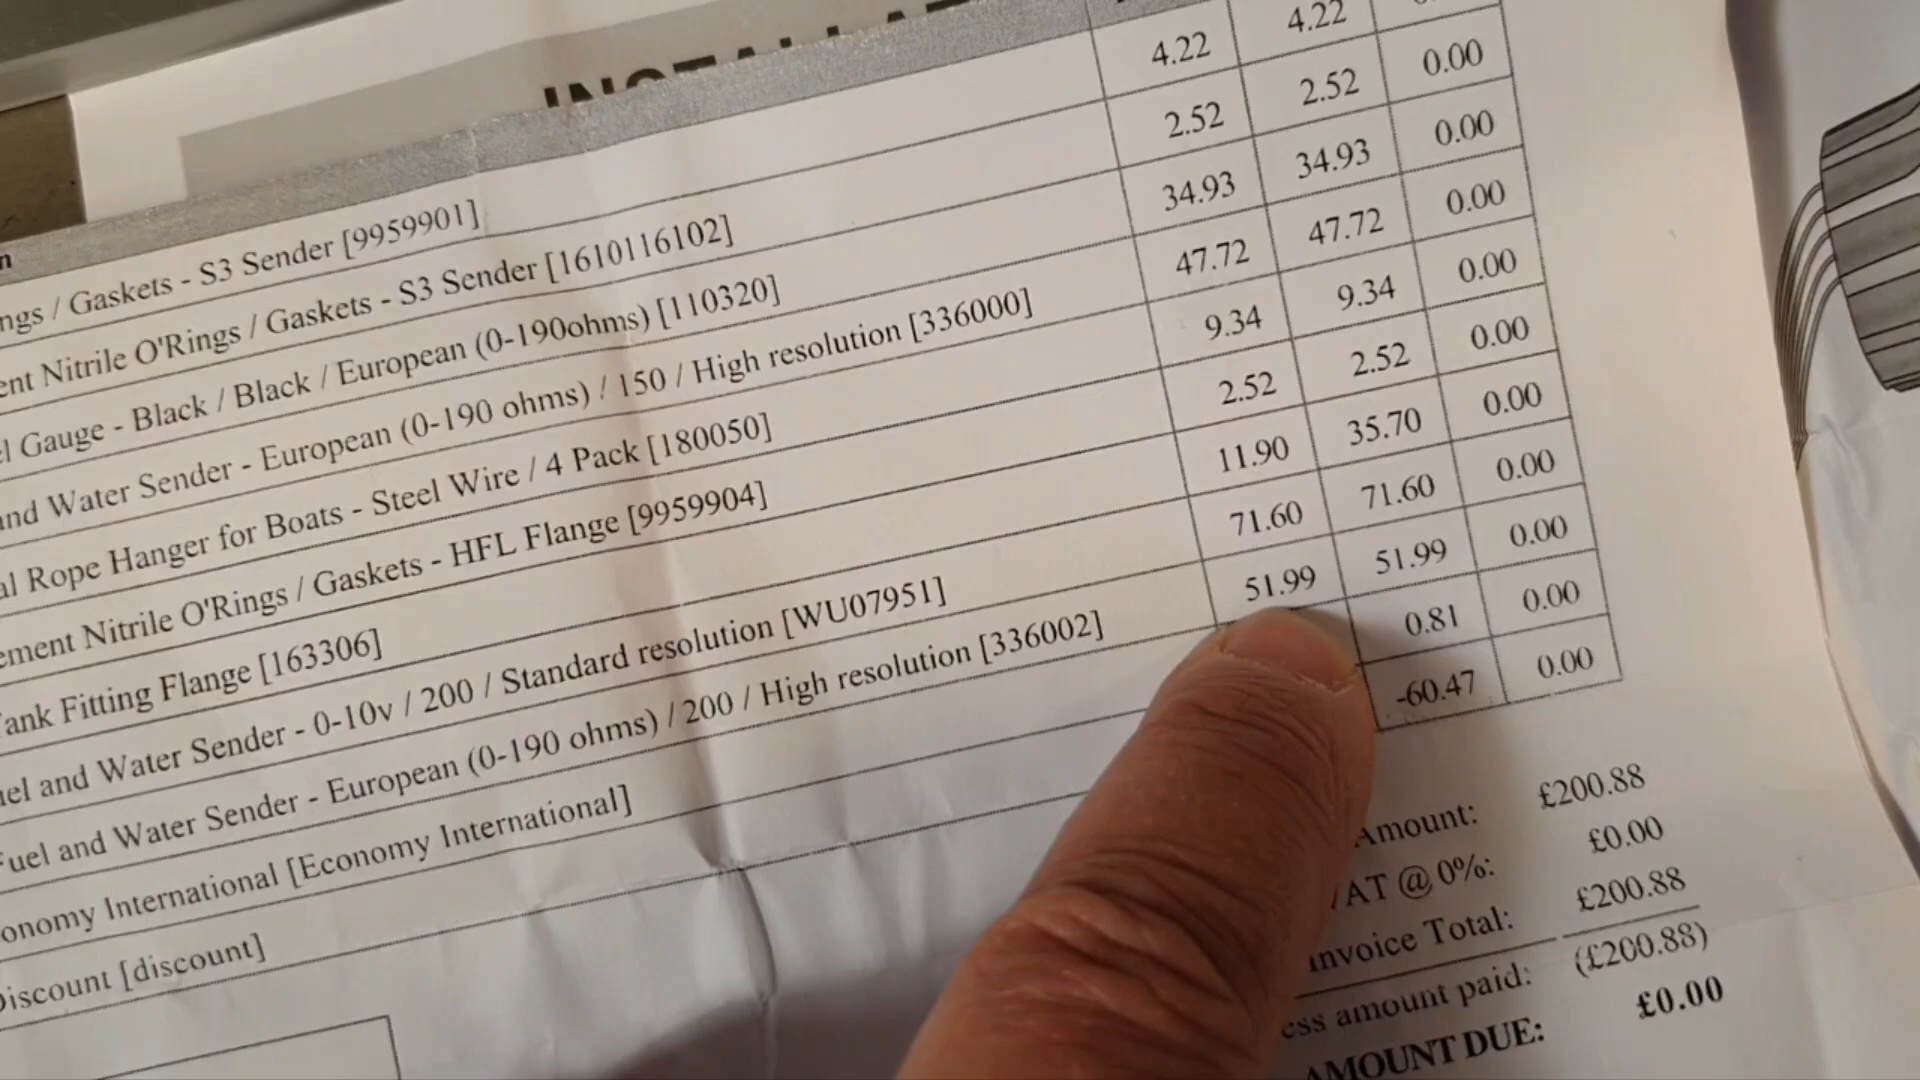 INSTALLAT
ngs / Gaskets - S3 Sender [9959901] 4.22 4.22
ent Nitrile O'Rings / Gaskets - S3 Sender [1610116102] 2.52 2.52 0.00
l Gauge - Black / Black / European (0-190ohms) [110320] 34.93 34.93 0.00
and Water Sender - European (0-190 ohms) / 150 / High resolution [336000] 47.72 47.72 0.00
al Rope Hanger for Boats - Steel Wire / 4 Pack [180050] 9.34 9.34 0.00
ement Nitrile O'Rings / Gaskets - HFL Flange [9959904] 2.52 2.52 0.00
Tank Fitting Flange [163306] 11.90 35.70 0.00
uel and Water Sender - 0-10v / 200 / Standard resolution [WU07951] 71.60 71.60 0.00
Fuel and Water Sender - European (0-190 ohms) / 200 / High resolution [336002] 51.99 51.99 0.00
onomy International [Economy International] 0.81 0.00
Discount [discount] -60.47 0.00
Amount: £200.88
VAT @ 0%: £0.00
Invoice Total: £200.88
ess amount paid: (£200.88)
AMOUNT DUE: £0.00